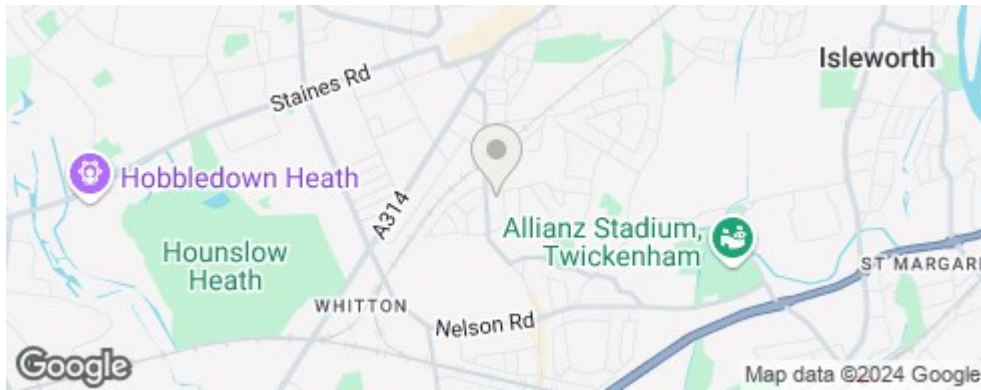 Isleworth
Staines Rd
Hobbledown Heath
A314
Allianz Stadium,
Twickenham
Hounslow
Heath
ST MARGAR
WHITTON
Nelson Rd
Google
Map data ©2024 Google